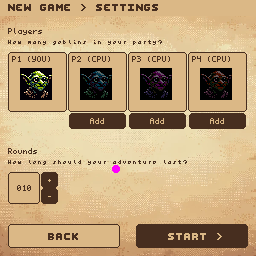 NEW GAME > SETTINGS
Players
How many goblins in your party?
P1 (YOU) P2 (CPU) P3 (CPU) P4 (CPU)
Add Add Add
Rounds
How long should your adventure last?
010 +
-
BACK START >